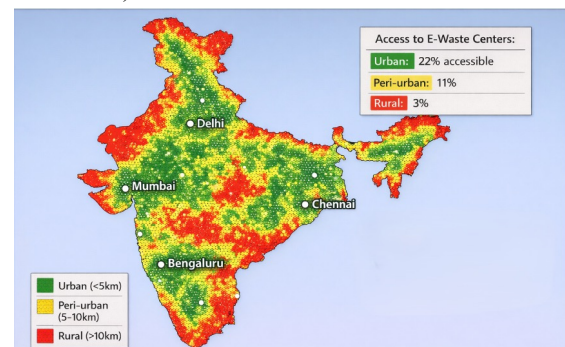 Access to E-Waste Centers:
Urban: 22% accessible
Peri-urban: 11%
Rural: 3%
Delhi
Mumbai
Chennai
Bengaluru
Urban (<5km)
Peri-urban
(5-10km)
Rural (>10km)